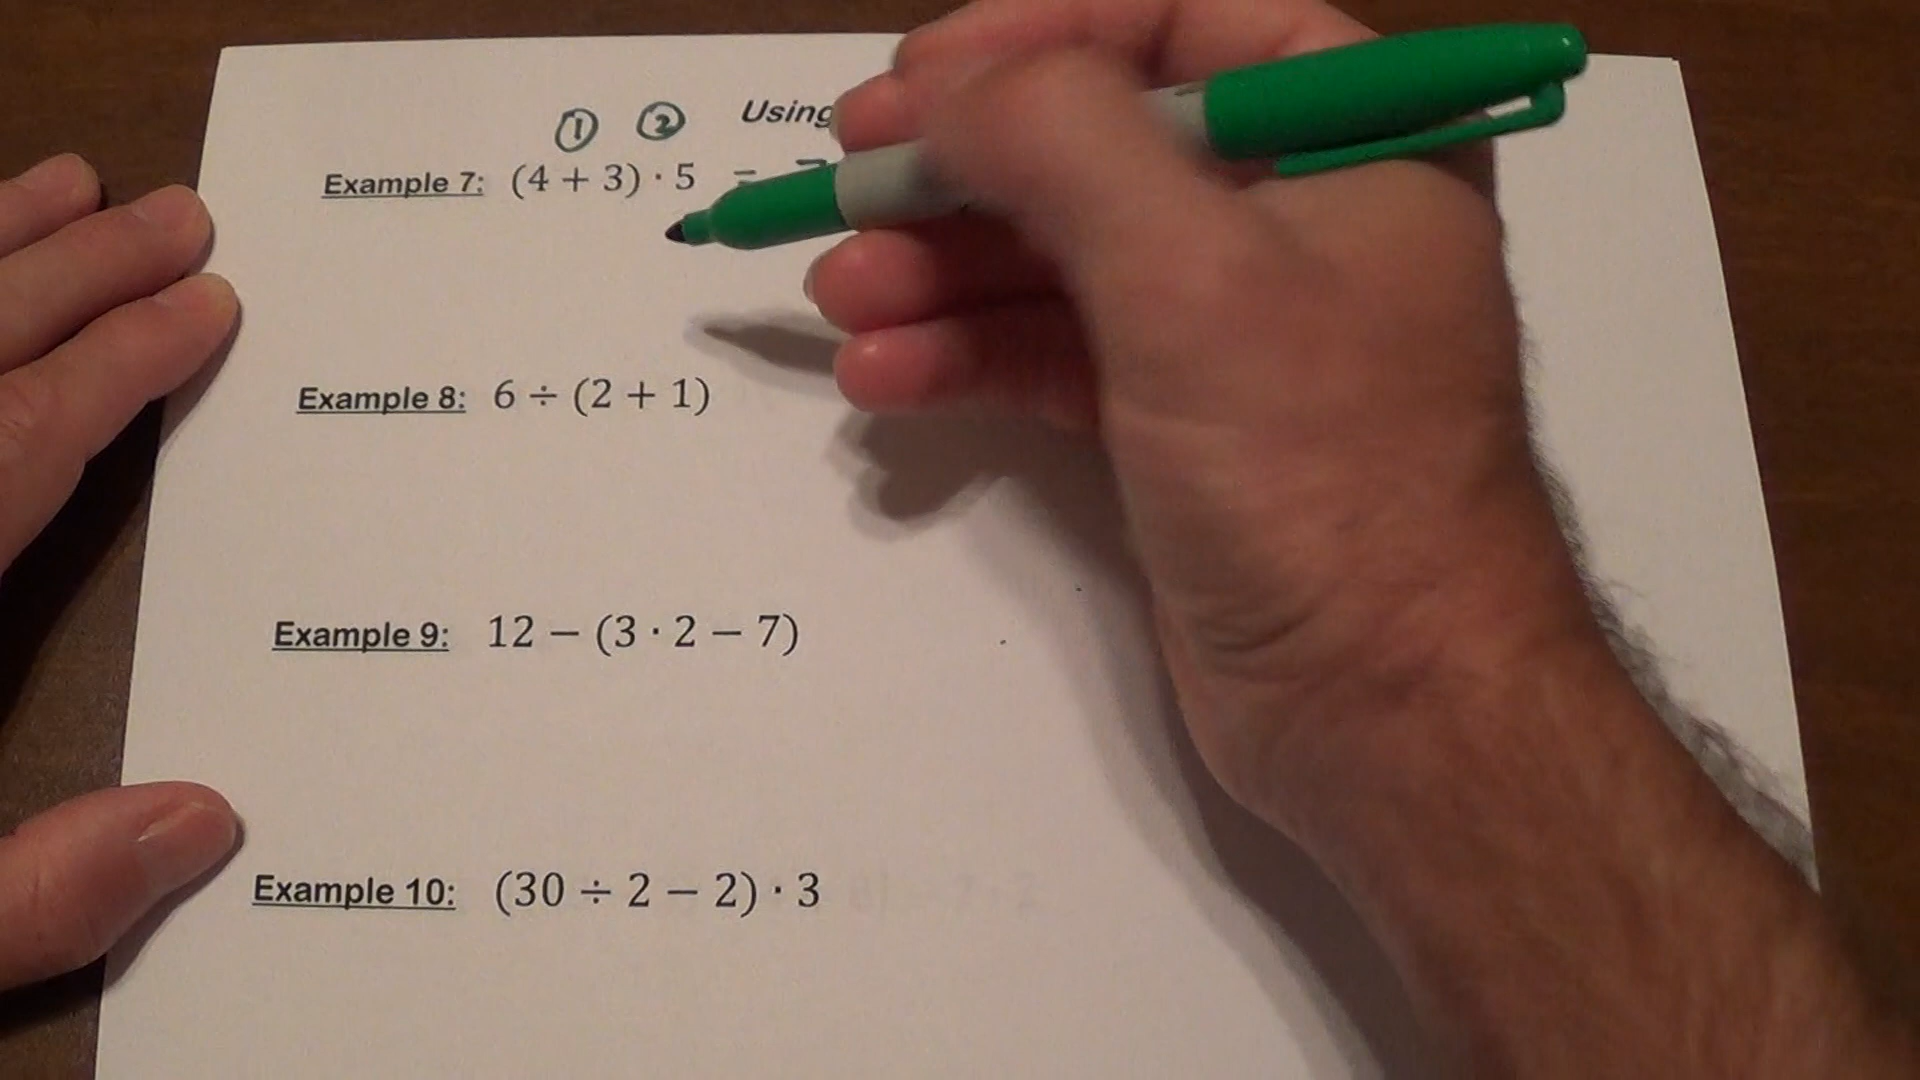 ① ② Using
Example 7: (4 + 3) · 5 =
Example 8: 6 ÷ (2 + 1)
Example 9: 12 − (3 · 2 − 7)
Example 10: (30 ÷ 2 − 2) · 3